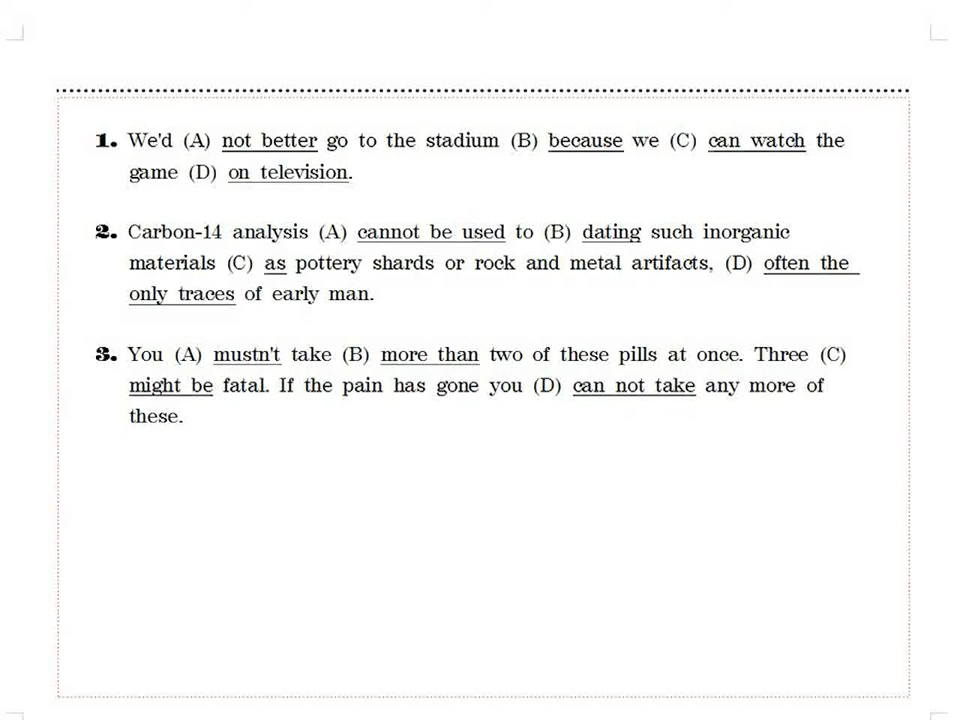 1. We'd (A) not better go to the stadium (B) because we (C) can watch the
game (D) on television.
2. Carbon-14 analysis (A) cannot be used to (B) dating such inorganic
materials (C) as pottery shards or rock and metal artifacts, (D) often the
only traces of early man.
3. You (A) mustn't take (B) more than two of these pills at once. Three (C)
might be fatal. If the pain has gone you (D) can not take any more of
these.